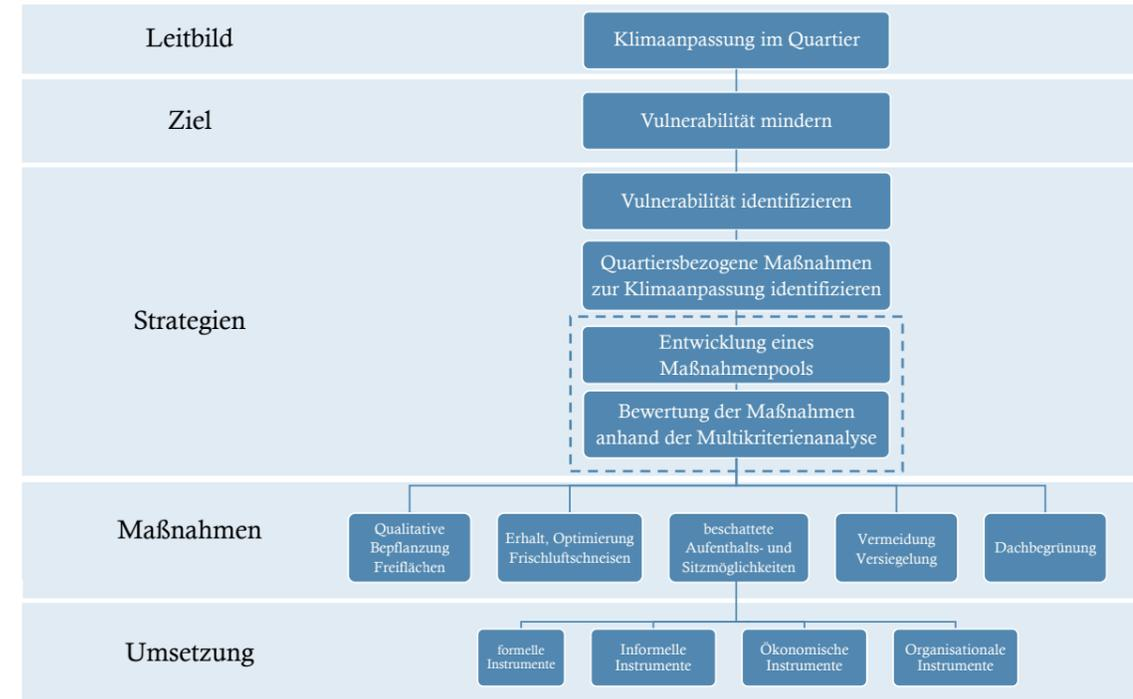 Leitbild
Klimaanpassung im Quartier
Ziel
Vulnerabilität mindern
Strategien
Vulnerabilität identifizieren
Quartiersbezogene Maßnahmen
zur Klimaanpassung identifizieren
Entwicklung eines
Maßnahmenpools
Bewertung der Maßnahmen
anhand der Multikriterienanalyse
Maßnahmen
Qualitative
Bepflanzung
Freiflächen
Erhalt, Optimierung
Frischluftschneisen
beschattete
Aufenthalts- und
Sitzmöglichkeiten
Vermeidung
Versiegelung
Dachbegrünung
Umsetzung
formelle
Instrumente
Informelle
Instrumente
Ökonomische
Instrumente
Organisationale
Instrumente